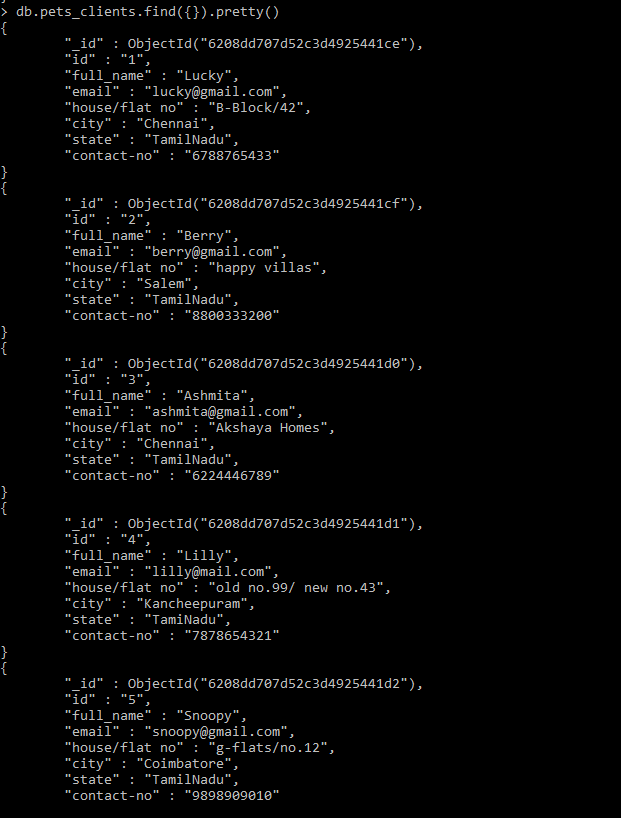 > db.pets_clients.find({}).pretty()
{
"_id" : ObjectId("6208dd707d52c3d4925441ce"),
"id" : "1",
"full_name" : "Lucky",
"email" : "lucky@gmail.com",
"house/flat no" : "B-Block/42",
"city" : "Chennai",
"state" : "TamilNadu",
"contact-no" : "6788765433"
}
{
"_id" : ObjectId("6208dd707d52c3d4925441cf"),
"id" : "2",
"full_name" : "Berry",
"email" : "berry@gmail.com",
"house/flat no" : "happy villas",
"city" : "Salem",
"state" : "TamilNadu",
"contact-no" : "8800333200"
}
{
"_id" : ObjectId("6208dd707d52c3d4925441d0"),
"id" : "3",
"full_name" : "Ashmita",
"email" : "ashmita@gmail.com",
"house/flat no" : "Akshaya Homes",
"city" : "Chennai",
"state" : "TamilNadu",
"contact-no" : "6224446789"
}
{
"_id" : ObjectId("6208dd707d52c3d4925441d1"),
"id" : "4",
"full_name" : "Lilly",
"email" : "lilly@mail.com",
"house/flat no" : "old no.99/ new no.43",
"city" : "Kancheepuram",
"state" : "TamiNadu",
"contact-no" : "7878654321"
}
{
"_id" : ObjectId("6208dd707d52c3d4925441d2"),
"id" : "5",
"full_name" : "Snoopy",
"email" : "snoopy@gmail.com",
"house/flat no" : "g-flats/no.12",
"city" : "Coimbatore",
"state" : "TamilNadu",
"contact-no" : "9898909010"